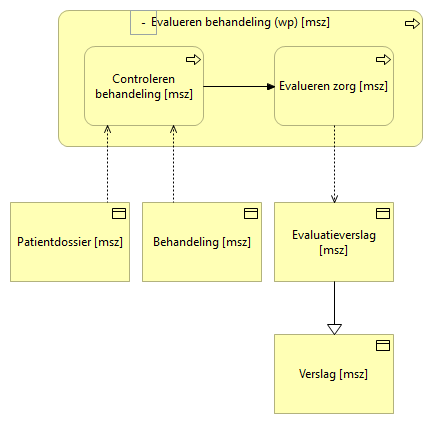 - Evalueren behandeling (wp) [msz]
Controleren
behandeling [msz]
Evalueren zorg [msz]
Patientdossier [msz]
Behandeling [msz]
Evaluatieverslag
[msz]
Verslag [msz]